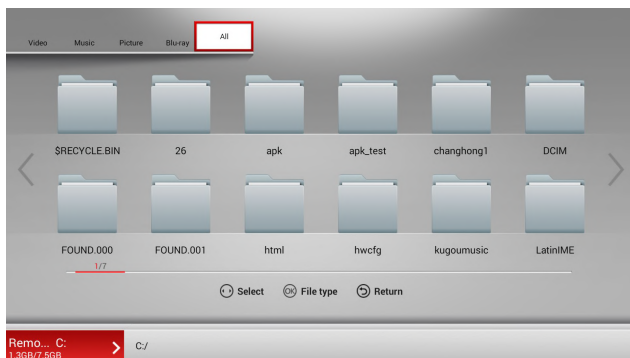 Video Music Picture Blu-ray All
$RECYCLE.BIN 26 apk apk_test changhong1 DCIM
FOUND.000 FOUND.001 html hwcfg kugoumusic LatinIME
1/7
Select OK File type Return
Remo... C: C:/
1.3GB/7.5GB